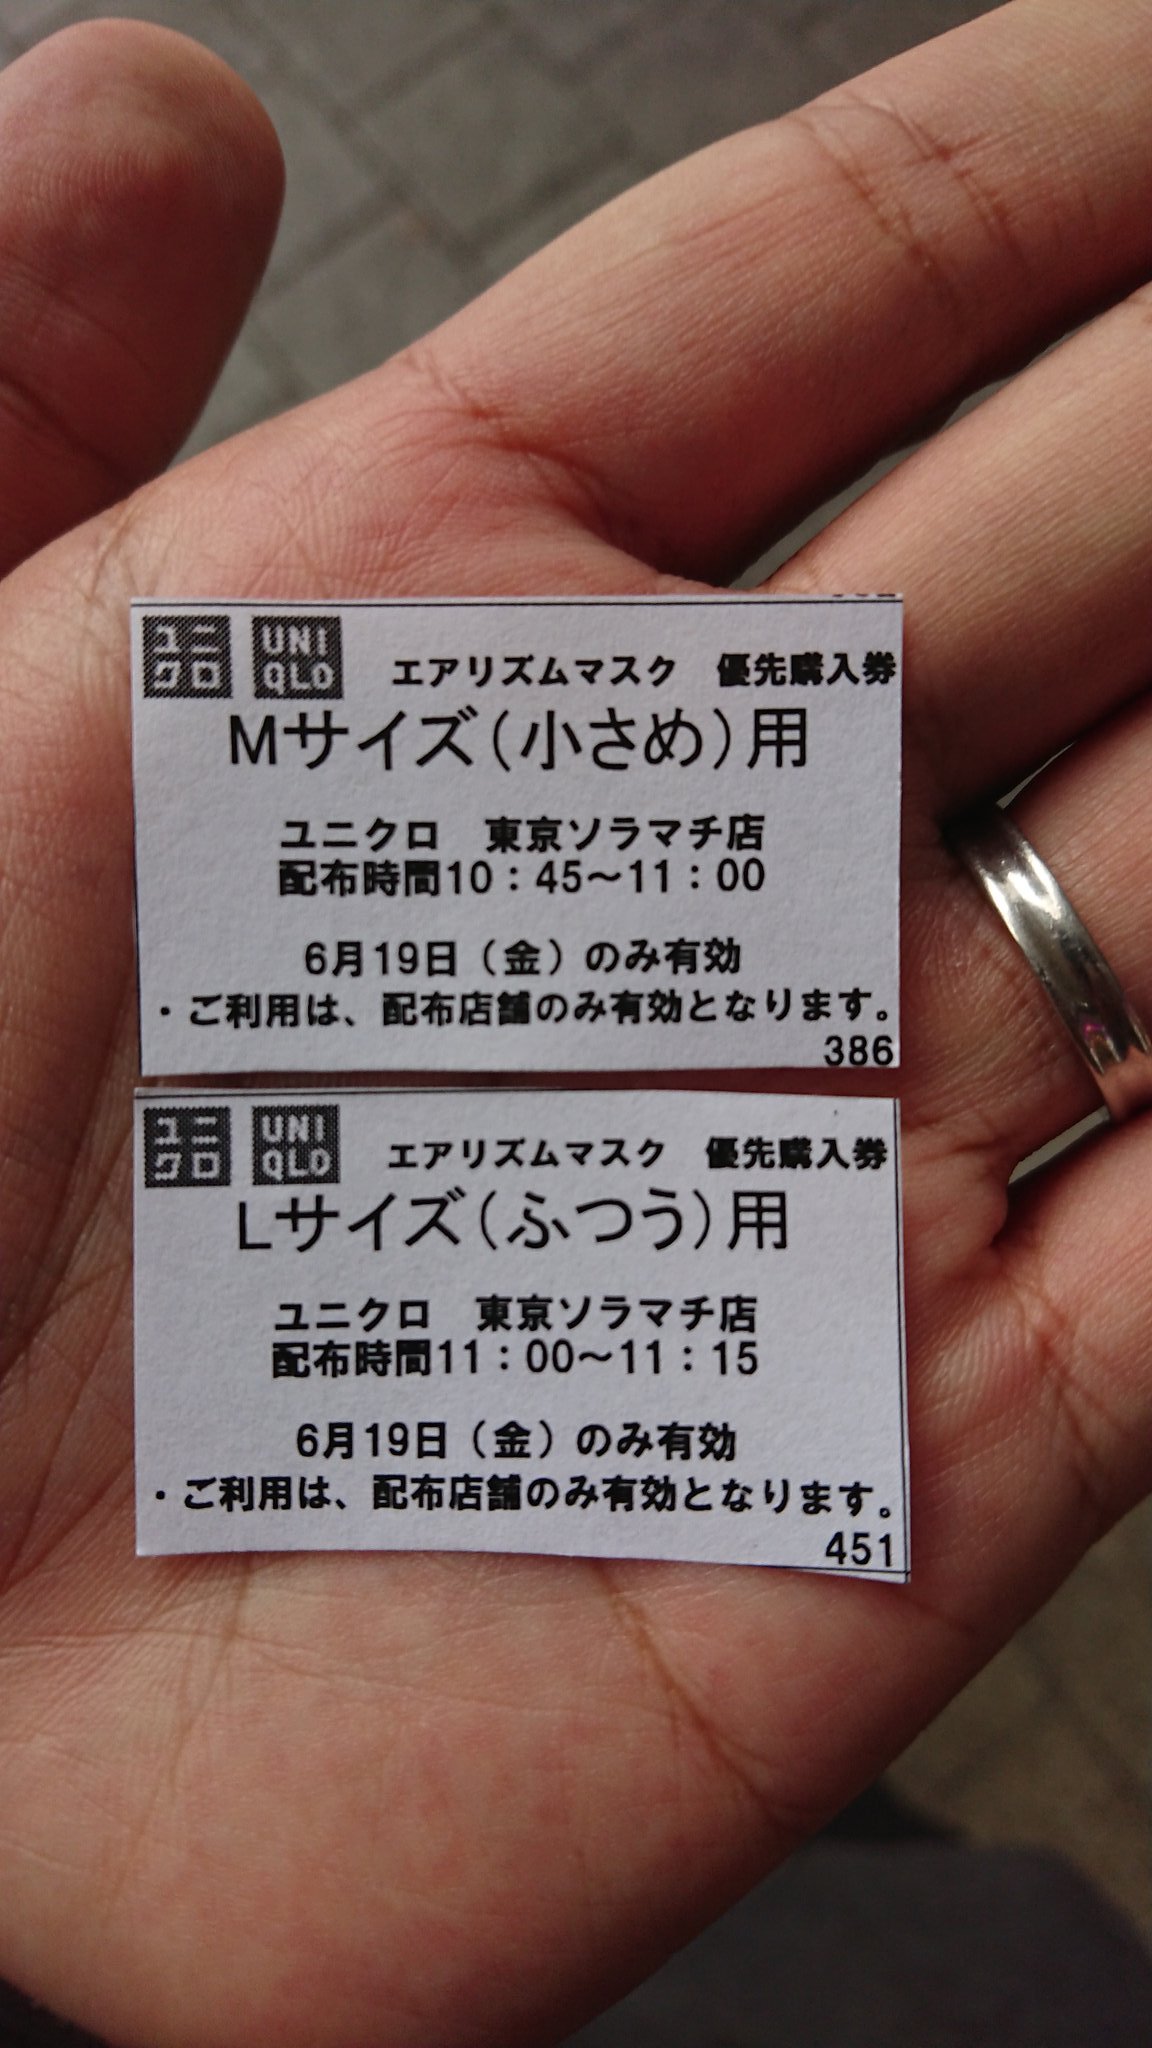 ユニクロ UNIQLO エアリズムマスク 優先購入券
Mサイズ(小さめ)用
ユニクロ 東京ソラマチ店
配布時間10:45～11:00
6月19日(金)のみ有効
・ご利用は、配布店舗のみ有効となります。
386
ユニクロ UNIQLO エアリズムマスク 優先購入券
Lサイズ(ふつう)用
ユニクロ 東京ソラマチ店
配布時間11:00～11:15
6月19日(金)のみ有効
・ご利用は、配布店舗のみ有効となります。
451